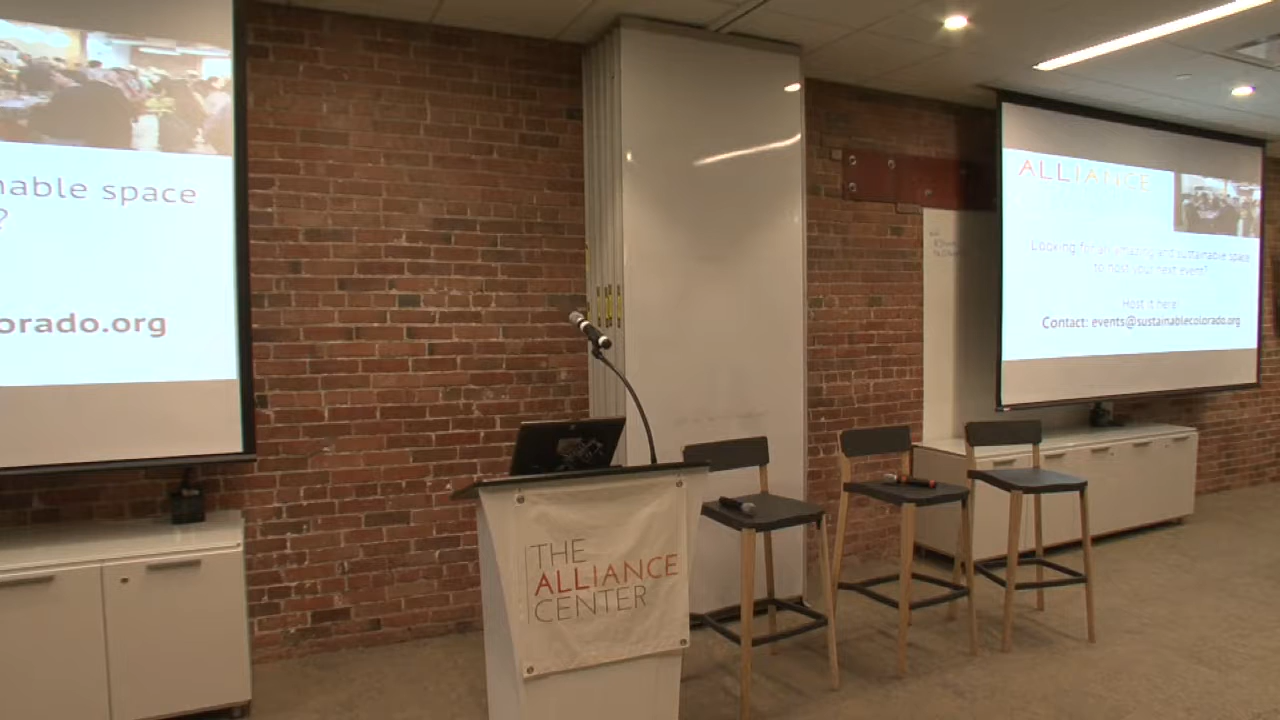 nable space
?
orado.org
THE
ALLIANCE
CENTER
ALLIANCE
Looking for an amazing and sustainable space
to host your next event?
Host it here
Contact: events@sustainablecolorado.org